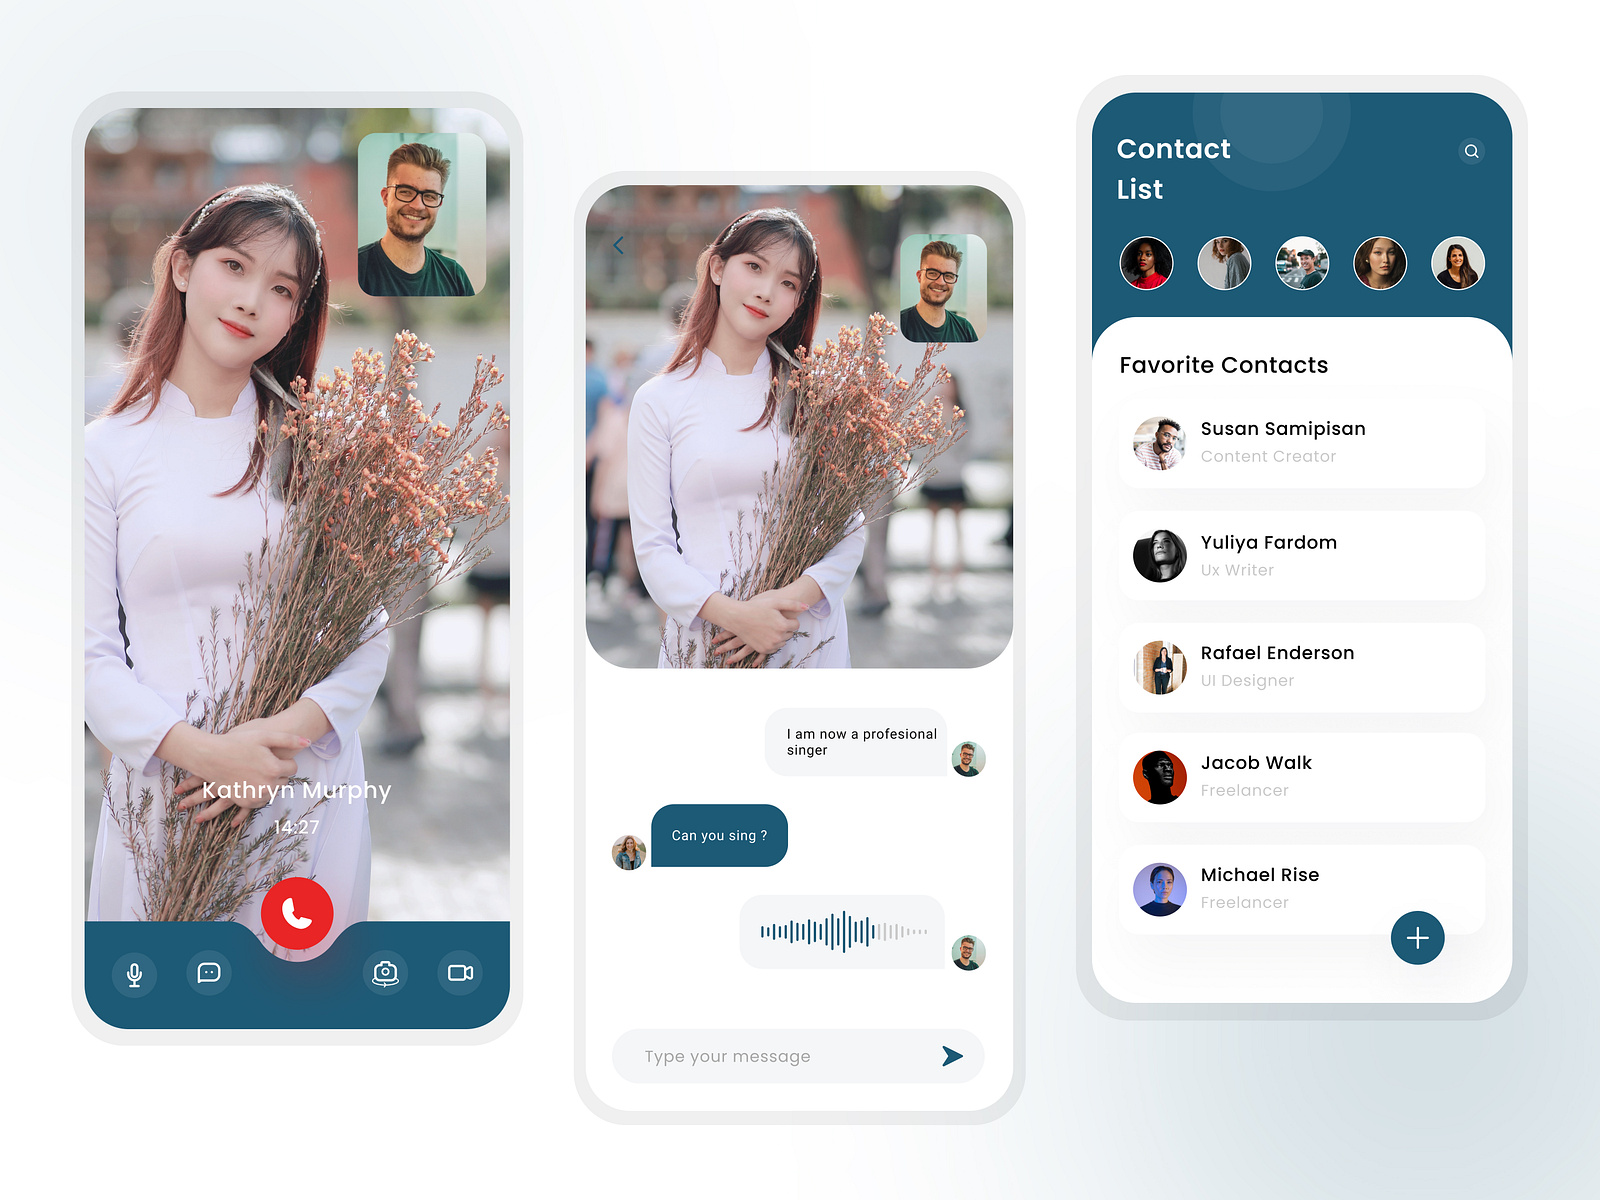 Kathryn Murphy
14:27
I am now a profesional
singer
Can you sing ?
Type your message
Contact
List
Favorite Contacts
Susan Samipisan
Content Creator
Yuliya Fardom
Ux Writer
Rafael Enderson
UI Designer
Jacob Walk
Freelancer
Michael Rise
Freelancer